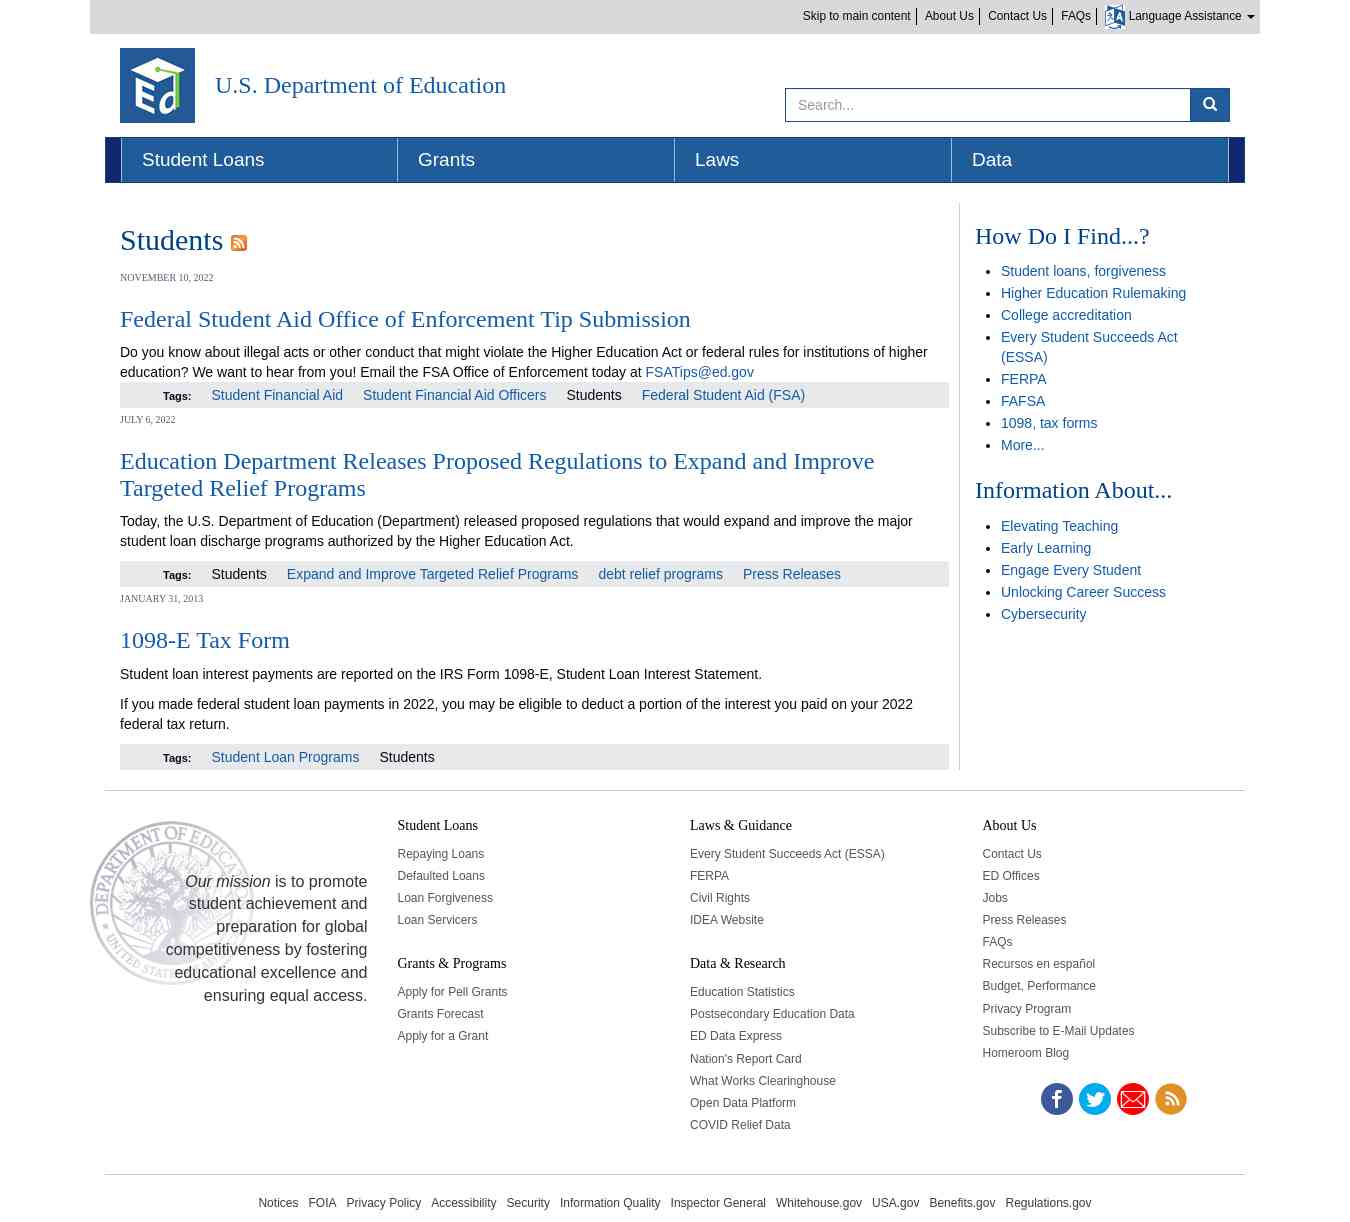 Skip to main content
About Us
Contact Us
FAQs
Language Assistance
Ed
U.S. Department of Education
Search...
Student Loans
Grants
Laws
Data
Students
NOVEMBER 10, 2022
Federal Student Aid Office of Enforcement Tip Submission
Do you know about illegal acts or other conduct that might violate the Higher Education Act or federal rules for institutions of higher
education? We want to hear from you! Email the FSA Office of Enforcement today at FSATips@ed.gov
Tags: Student Financial Aid Student Financial Aid Officers Students Federal Student Aid (FSA)
JULY 6, 2022
Education Department Releases Proposed Regulations to Expand and Improve
Targeted Relief Programs
Today, the U.S. Department of Education (Department) released proposed regulations that would expand and improve the major
student loan discharge programs authorized by the Higher Education Act.
Tags: Students Expand and Improve Targeted Relief Programs debt relief programs Press Releases
JANUARY 31, 2013
1098-E Tax Form
Student loan interest payments are reported on the IRS Form 1098-E, Student Loan Interest Statement.
If you made federal student loan payments in 2022, you may be eligible to deduct a portion of the interest you paid on your 2022
federal tax return.
Tags: Student Loan Programs Students
How Do I Find...?
Student loans, forgiveness
Higher Education Rulemaking
College accreditation
Every Student Succeeds Act
(ESSA)
FERPA
FAFSA
1098, tax forms
More...
Information About...
Elevating Teaching
Early Learning
Engage Every Student
Unlocking Career Success
Cybersecurity
Our mission is to promote
student achievement and
preparation for global
competitiveness by fostering
educational excellence and
ensuring equal access.
Student Loans
Repaying Loans
Defaulted Loans
Loan Forgiveness
Loan Servicers
Grants & Programs
Apply for Pell Grants
Grants Forecast
Apply for a Grant
Laws & Guidance
Every Student Succeeds Act (ESSA)
FERPA
Civil Rights
IDEA Website
Data & Research
Education Statistics
Postsecondary Education Data
ED Data Express
Nation's Report Card
What Works Clearinghouse
Open Data Platform
COVID Relief Data
About Us
Contact Us
ED Offices
Jobs
Press Releases
FAQs
Recursos en español
Budget, Performance
Privacy Program
Subscribe to E-Mail Updates
Homeroom Blog
Notices FOIA Privacy Policy Accessibility Security Information Quality Inspector General Whitehouse.gov USA.gov Benefits.gov Regulations.gov